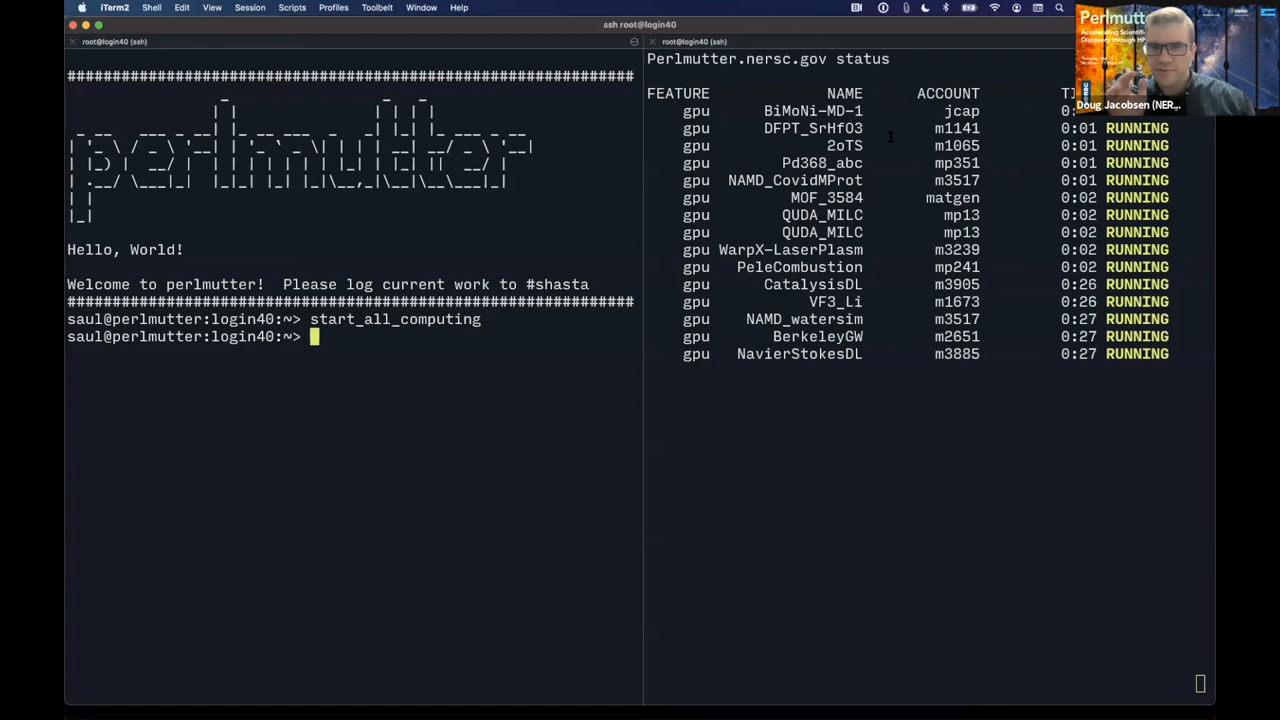 iTerm2 Shell Edit View Session Scripts Profiles Toolbelt Window Help
ssh root@login40
root@login40 (ssh)
root@login40 (ssh)
###############################################################
perlmutter
Hello, World!
Welcome to perlmutter!  Please log current work to #shasta
###############################################################
saul@perlmutter:login40:~> start_all_computing
saul@perlmutter:login40:~>
Perlmutter.nersc.gov status
FEATURE NAME ACCOUNT
gpu BiMoNi-MD-1 jcap 0:
gpu DFPT_SrHfO3 m1141 0:01 RUNNING
gpu 2oTS m1065 0:01 RUNNING
gpu Pd368_abc mp351 0:01 RUNNING
gpu NAMD_CovidMProt m3517 0:01 RUNNING
gpu MOF_3584 matgen 0:02 RUNNING
gpu QUDA_MILC mp13 0:02 RUNNING
gpu QUDA_MILC mp13 0:02 RUNNING
gpu WarpX-LaserPlasm m3239 0:02 RUNNING
gpu PeleCombustion mp241 0:02 RUNNING
gpu CatalysisDL m3905 0:26 RUNNING
gpu VF3_Li m1673 0:26 RUNNING
gpu NAMD_watersim m3517 0:27 RUNNING
gpu BerkeleyGW m2651 0:27 RUNNING
gpu NavierStokesDL m3885 0:27 RUNNING
Perlmutt
Accelerating Scientifi
Discovery through H
Doug Jacobsen (NER...